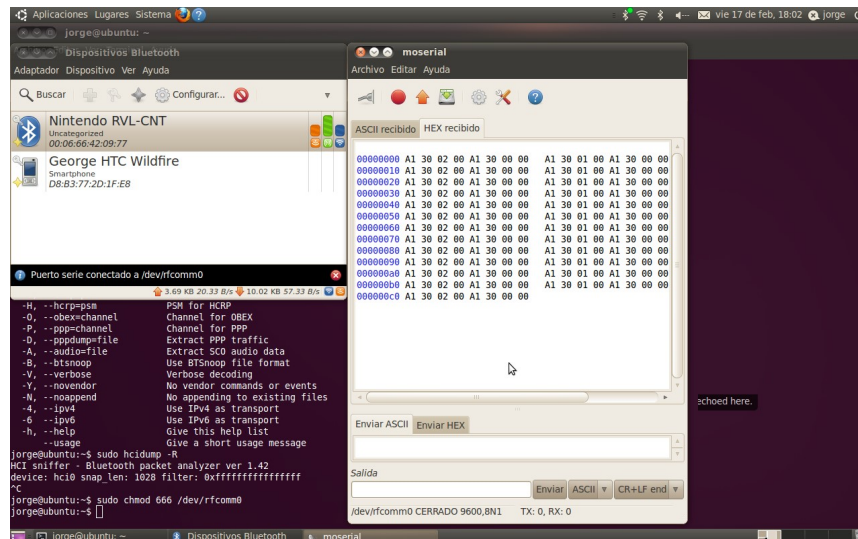 Aplicaciones Lugares Sistema
vie 17 de feb, 18:02 jorge
jorge@ubuntu: ~
Dispositivos Bluetooth
Adaptador Dispositivo Ver Ayuda
Buscar Configurar...
Nintendo RVL-CNT
Uncategorized
00:06:66:42:09:77
George HTC Wildfire
Smartphone
D8:B3:77:2D:1F:E8
Puerto serie conectado a /dev/rfcomm0
3.69 KB 20.33 B/s 10.02 KB 57.33 B/s
-H, --hcrp=psm PSM for HCRP
-O, --obex=channel Channel for OBEX
-P, --ppp=channel Channel for PPP
-D, --pppdump=file Extract PPP traffic
-A, --audio=file Extract SCO audio data
-B, --btsnoop Use BTSnoop file format
-V, --verbose Verbose decoding
-Y, --novendor No vendor commands or events
-N, --noappend No appending to existing files
-4, --ipv4 Use IPv4 as transport
-6 --ipv6 Use IPv6 as transport
-h, --help Give this help list
--usage Give a short usage message
jorge@ubuntu:~$ sudo hcidump -R
HCI sniffer - Bluetooth packet analyzer ver 1.42
device: hci0 snap_len: 1028 filter: 0xffffffffffffffff
^C
jorge@ubuntu:~$ sudo chmod 666 /dev/rfcomm0
jorge@ubuntu:~$
moserial
Archivo Editar Ayuda
ASCII recibido HEX recibido
00000000 A1 30 02 00 A1 30 00 00 A1 30 01 00 A1 30 00 00
00000010 A1 30 02 00 A1 30 00 00 A1 30 01 00 A1 30 00 00
00000020 A1 30 02 00 A1 30 00 00 A1 30 01 00 A1 30 00 00
00000030 A1 30 02 00 A1 30 00 00 A1 30 01 00 A1 30 00 00
00000040 A1 30 02 00 A1 30 00 00 A1 30 01 00 A1 30 00 00
00000050 A1 30 02 00 A1 30 00 00 A1 30 01 00 A1 30 00 00
00000060 A1 30 02 00 A1 30 00 00 A1 30 01 00 A1 30 00 00
00000070 A1 30 02 00 A1 30 00 00 A1 30 01 00 A1 30 00 00
00000080 A1 30 02 00 A1 30 00 00 A1 30 01 00 A1 30 00 00
00000090 A1 30 02 00 A1 30 00 00 A1 30 01 00 A1 30 00 00
000000a0 A1 30 02 00 A1 30 00 00 A1 30 01 00 A1 30 00 00
000000b0 A1 30 02 00 A1 30 00 00 A1 30 01 00 A1 30 00 00
000000c0 A1 30 02 00 A1 30 00 00
Enviar ASCII Enviar HEX
Salida
Enviar ASCII CR+LF end
/dev/rfcomm0 CERRADO 9600,8N1 TX: 0, RX: 0
echoed here.
jorge@ubuntu: ~ Dispositivos Bluetooth moserial